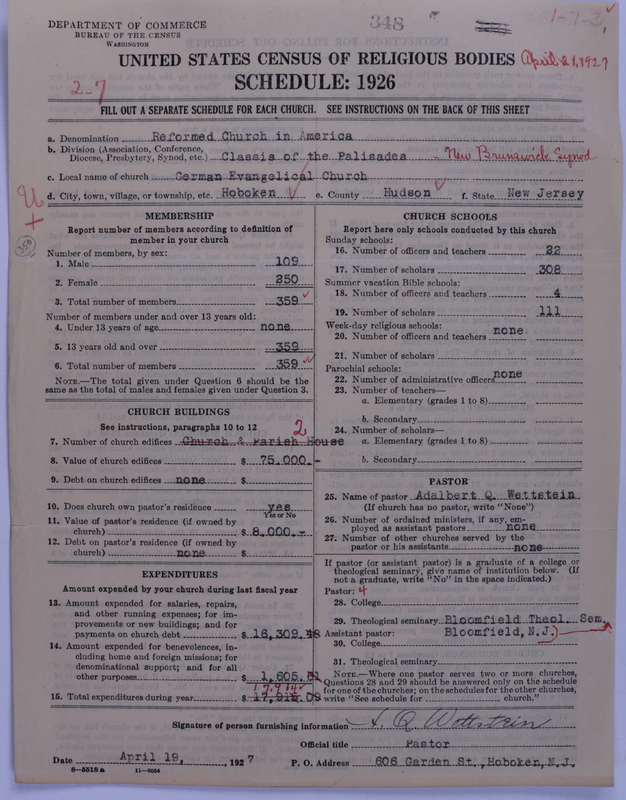 DEPARTMENT OF COMMERCE
BUREAU OF THE CENSUS
WASHINGTON
348
1-7-3
UNITED STATES CENSUS OF RELIGIOUS BODIES April 21, 1927
SCHEDULE: 1926
2-7
FILL OUT A SEPARATE SCHEDULE FOR EACH CHURCH. SEE INSTRUCTIONS ON THE BACK OF THIS SHEET
a. Denomination Reformed Church in America
b. Division (Association, Conference, Diocese, Presbytery, Synod, etc.) Classis of the Palisades - New Brunswick Synod
c. Local name of church German Evangelical Church
d. City, town, village, or township, etc. Hoboken e. County Hudson f. State New Jersey
MEMBERSHIP
Report number of members according to definition of
member in your church
Number of members, by sex:
1. Male 109
2. Female 250
3. Total number of members 359
Number of members under and over 13 years old:
4. Under 13 years of age none
5. 13 years old and over 359
6. Total number of members 359
NOTE.—The total given under Question 6 should be the
same as the total of males and females given under Question 3.
350
CHURCH BUILDINGS
See instructions, paragraphs 10 to 12
2
7. Number of church edifices Church & Parish House
8. Value of church edifices $ 75.000.-
9. Debt on church edifices none $
10. Does church own pastor's residence yes
Yes or No
11. Value of pastor's residence (if owned by
church) $ 8.000.-
12. Debt on pastor's residence (if owned by
church) none $
EXPENDITURES
Amount expended by your church during last fiscal year
13. Amount expended for salaries, repairs,
and other running expenses; for im-
provements or new buildings; and for
payments on church debt $ 16,309.48
14. Amount expended for benevolences, in-
cluding home and foreign missions; for
denominational support; and for all
other purposes $ 1,605.
17,914
15. Total expenditures during year $ 17,915.09
CHURCH SCHOOLS
Report here only schools conducted by this church
Sunday schools:
16. Number of officers and teachers 22
17. Number of scholars 308
Summer vacation Bible schools:
18. Number of officers and teachers 4
19. Number of scholars 111
Week-day religious schools:
20. Number of officers and teachers none
21. Number of scholars
Parochial schools:
22. Number of administrative officers none
23. Number of teachers—
a. Elementary (grades 1 to 8)
b. Secondary
24. Number of scholars—
a. Elementary (grades 1 to 8)
b. Secondary
PASTOR
25. Name of pastor Adalbert Q. Wettstein
(If church has no pastor, write "None")
26. Number of ordained ministers, if any, em-
ployed as assistant pastors none
27. Number of other churches served by the
pastor or his assistants none
If pastor (or assistant pastor) is a graduate of a college or
theological seminary, give name of institution below. (If
not a graduate, write "No" in the space indicated.)
Pastor: 4
28. College
29. Theological seminary Bloomfield Theol. Sem.
Assistant pastor: Bloomfield, N.J.
30. College
31. Theological seminary
NOTE.—Where one pastor serves two or more churches,
Questions 28 and 29 should be answered only on the schedule
for one of the churches; on the schedules for the other churches,
write "See schedule for church."
Signature of person furnishing information A. Q. Wettstein
Official title Pastor
Date April 19, 1927 P. O. Address 606 Garden St., Hoboken, N.J.
8-5518a 11-9034